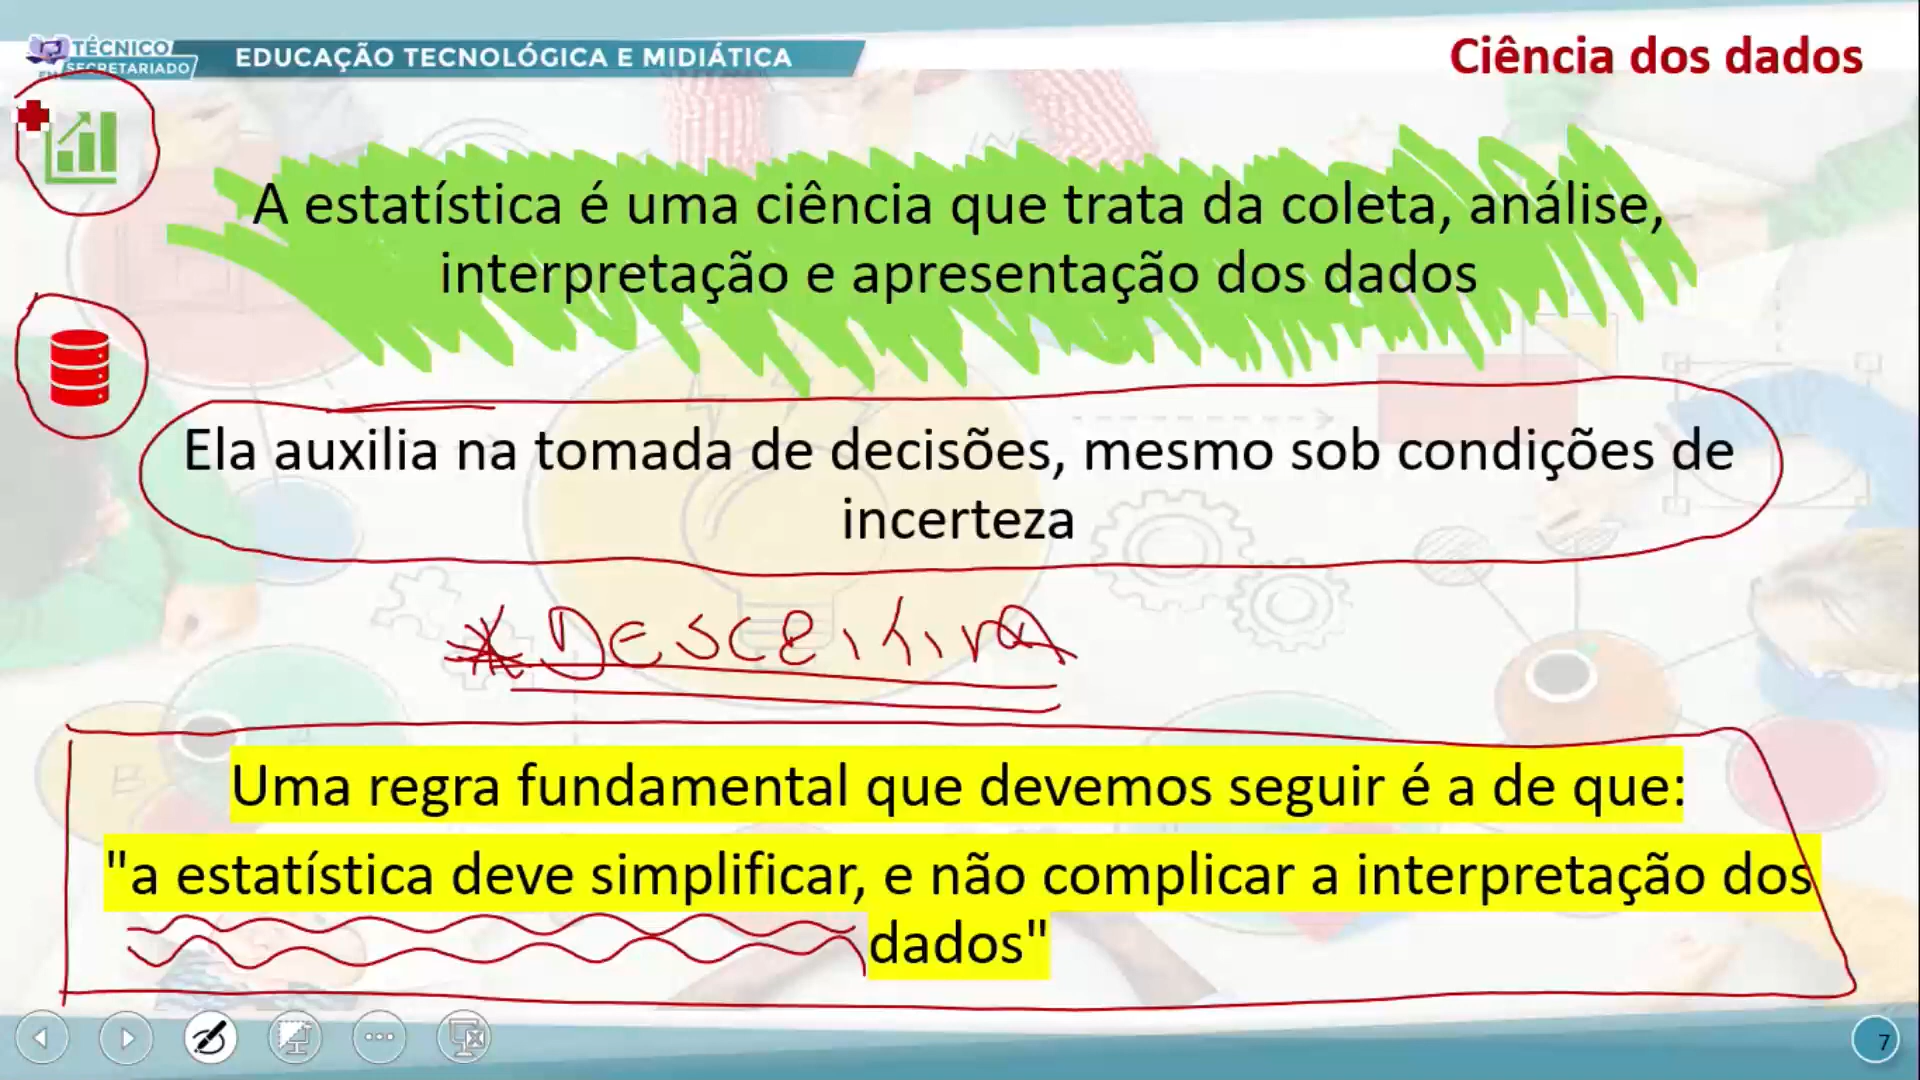 TÉCNICO
EM SECRETARIADO
EDUCAÇÃO TECNOLÓGICA E MIDIÁTICA
Ciência dos dados
A estatística é uma ciência que trata da coleta, análise,
interpretação e apresentação dos dados
Ela auxilia na tomada de decisões, mesmo sob condições de
incerteza
* DESCRITIVA
Uma regra fundamental que devemos seguir é a de que:
"a estatística deve simplificar, e não complicar a interpretação dos
dados"
7